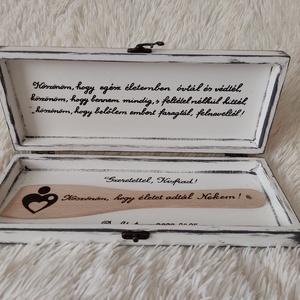 Köszönöm, hogy egész életemben óvtál és védtél,
köszönöm, hogy bennem mindig, s feltétel nélkül hittél,
köszönöm, hogy belőlem embert faragtál, felneveltél!
"Szeretettel, Kisfiad!
Köszönöm, hogy életet adtál Nekem!